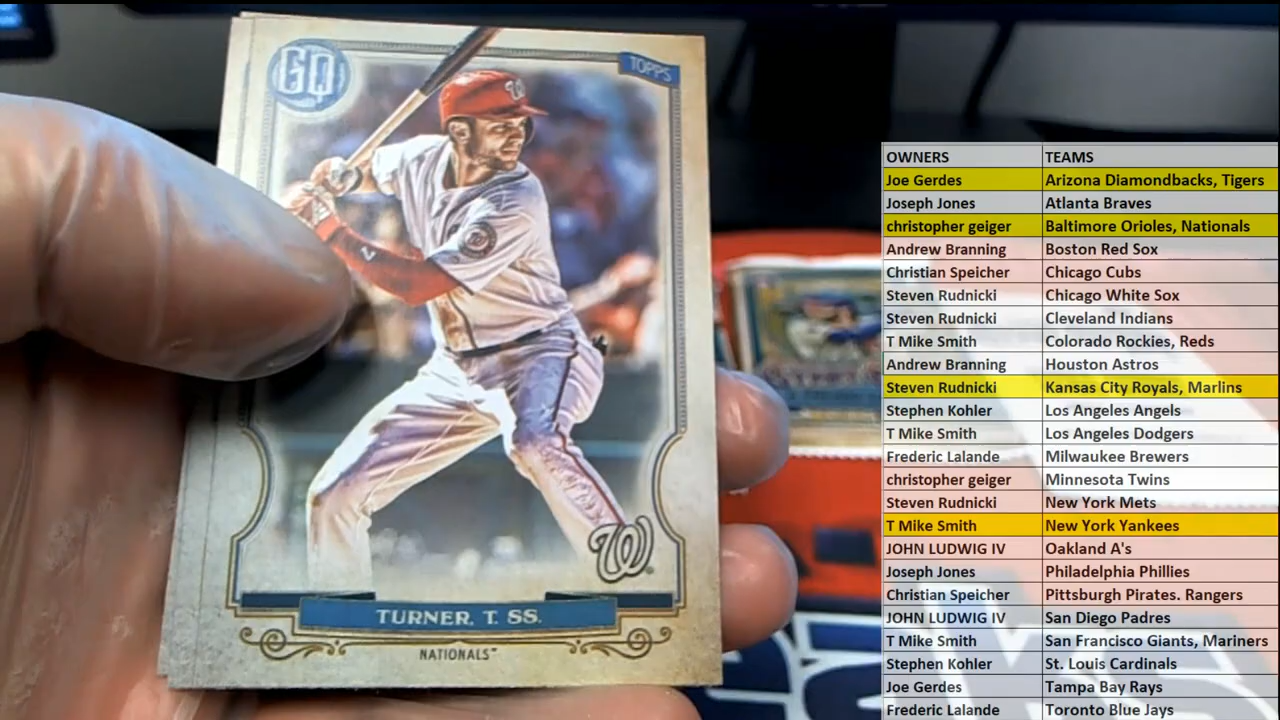 GQ
TOPPS
W
W
TURNER, T. SS.
NATIONALS™
OWNERS TEAMS
Joe Gerdes Arizona Diamondbacks, Tigers
Joseph Jones Atlanta Braves
christopher geiger Baltimore Orioles, Nationals
Andrew Branning Boston Red Sox
Christian Speicher Chicago Cubs
Steven Rudnicki Chicago White Sox
Steven Rudnicki Cleveland Indians
T Mike Smith Colorado Rockies, Reds
Andrew Branning Houston Astros
Steven Rudnicki Kansas City Royals, Marlins
Stephen Kohler Los Angeles Angels
T Mike Smith Los Angeles Dodgers
Frederic Lalande Milwaukee Brewers
christopher geiger Minnesota Twins
Steven Rudnicki New York Mets
T Mike Smith New York Yankees
JOHN LUDWIG IV Oakland A's
Joseph Jones Philadelphia Phillies
Christian Speicher Pittsburgh Pirates. Rangers
JOHN LUDWIG IV San Diego Padres
T Mike Smith San Francisco Giants, Mariners
Stephen Kohler St. Louis Cardinals
Joe Gerdes Tampa Bay Rays
Frederic Lalande Toronto Blue Jays